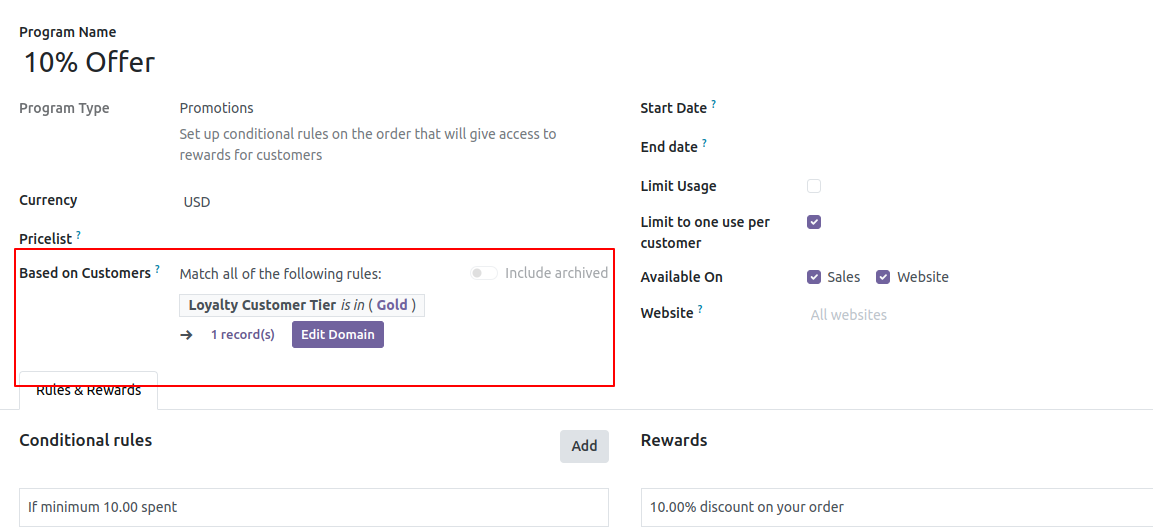 Program Name
10% Offer
Program Type
Promotions
Set up conditional rules on the order that will give access to
rewards for customers
Currency
USD
Pricelist ?
Based on Customers ?
Match all of the following rules:
Include archived
Loyalty Customer Tier is in ( Gold )
→ 1 record(s) Edit Domain
Start Date ?
End date ?
Limit Usage
Limit to one use per
customer
Available On
Sales Website
Website ?
All websites
Rules & Rewards
Conditional rules
Add
If minimum 10.00 spent
Rewards
10.00% discount on your order